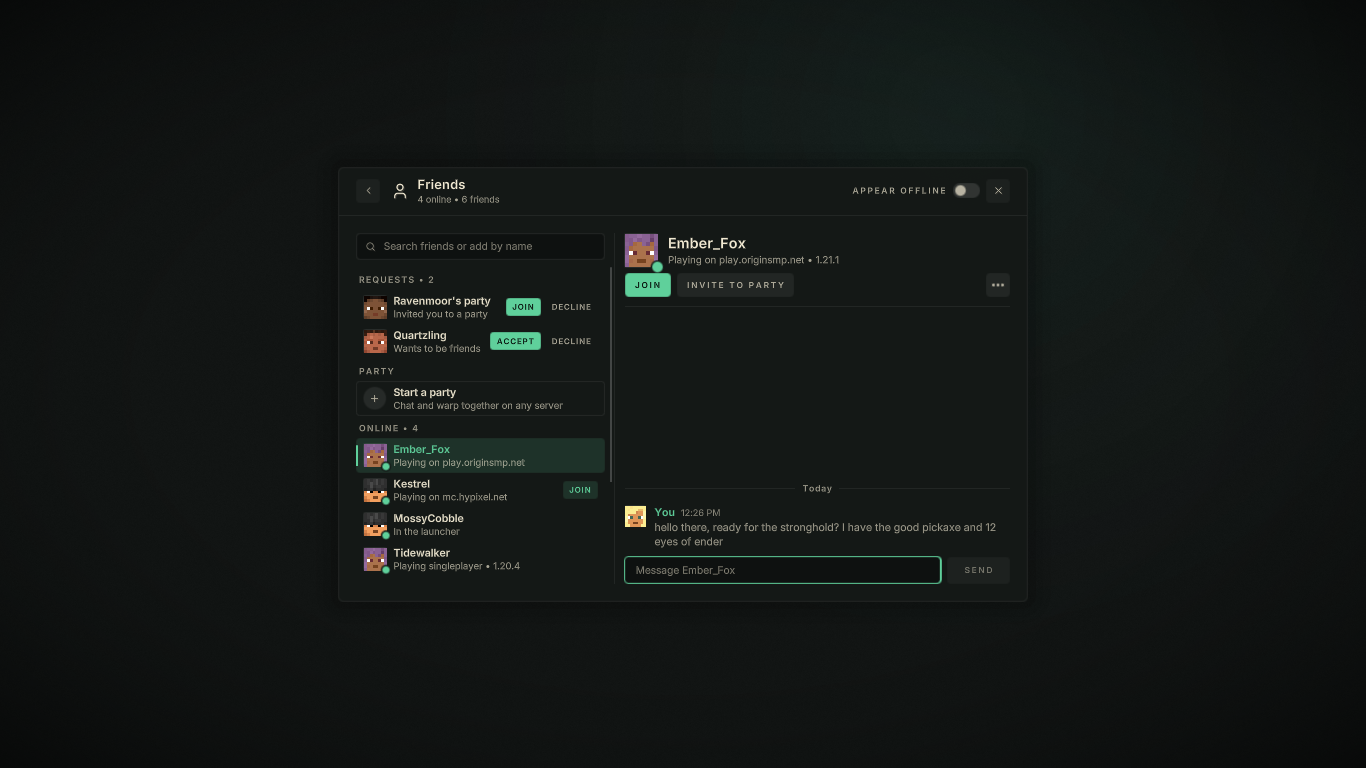 Friends
4 online • 6 friends
APPEAR OFFLINE
Search friends or add by name
REQUESTS • 2
Ravenmoor's party
Invited you to a party
JOIN
DECLINE
Quartzling
Wants to be friends
ACCEPT
DECLINE
PARTY
Start a party
Chat and warp together on any server
ONLINE • 4
Ember_Fox
Playing on play.originsmp.net
Kestrel
Playing on mc.hypixel.net
JOIN
MossyCobble
In the launcher
Tidewalker
Playing singleplayer • 1.20.4
Ember_Fox
Playing on play.originsmp.net • 1.21.1
JOIN
INVITE TO PARTY
Today
You 12:26 PM
hello there, ready for the stronghold? I have the good pickaxe and 12
eyes of ender
Message Ember_Fox
SEND